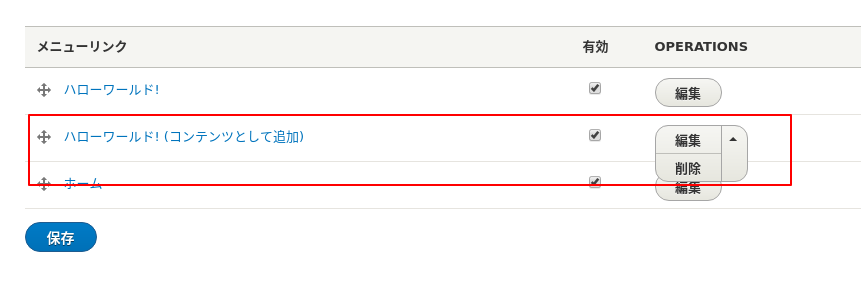 メニューリンク 有効 OPERATIONS
ハローワールド! 編集
ハローワールド! (コンテンツとして追加) 編集
削除
ホーム 編集
保存